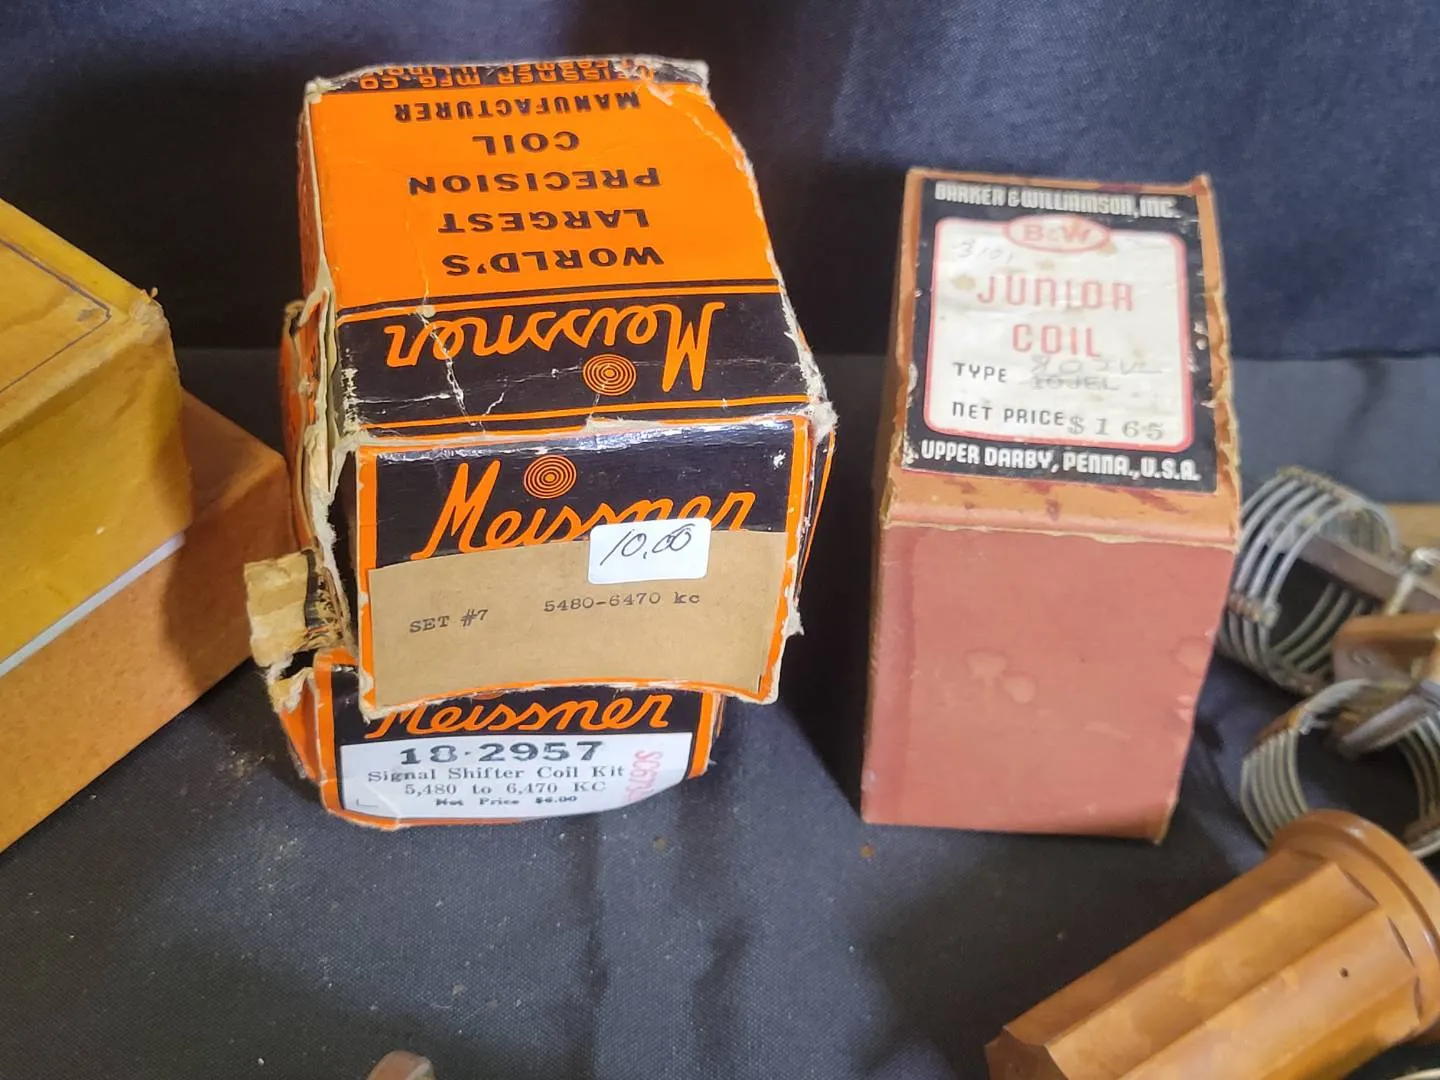 MEISSNER MFG. CO.
MANUFACTURER
COIL
PRECISION
LARGEST
WORLD'S
Meissner
Meissner
10.00
SET #7 5480-6470 kc
Meissner
18-2957
Signal Shifter Coil Kit
5,480 to 6,470 KC
Net Price $6.00
BARKER & WILLIAMSON, INC.
B&W
JUNIOR
COIL
TYPE 10JEL
NET PRICE $1 65
UPPER DARBY, PENNA., U.S.A.